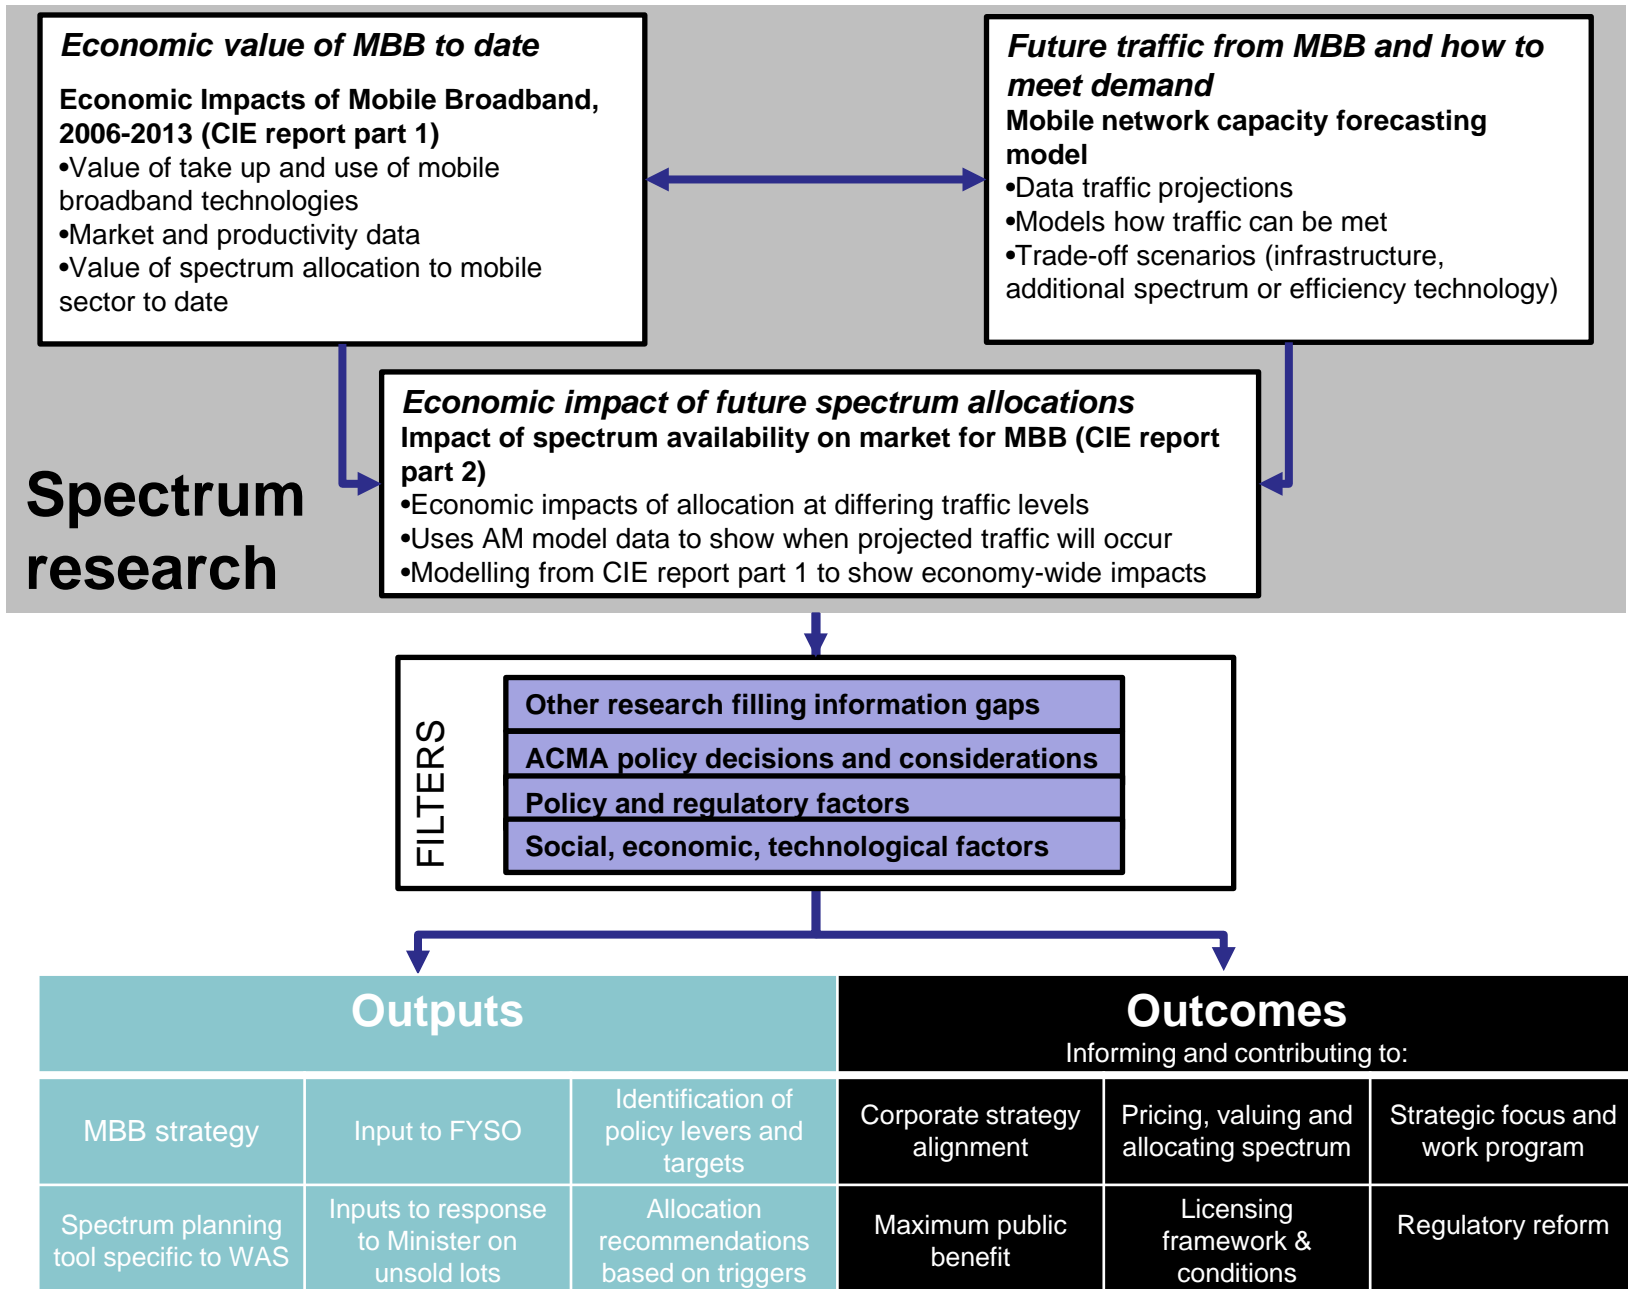 Economic value of MBB to date
Economic Impacts of Mobile Broadband,
2006-2013 (CIE report part 1)
•Value of take up and use of mobile
broadband technologies
•Market and productivity data
•Value of spectrum allocation to mobile
sector to date
Future traffic from MBB and how to
meet demand
Mobile network capacity forecasting
model
•Data traffic projections
•Models how traffic can be met
•Trade-off scenarios (infrastructure,
additional spectrum or efficiency technology)
Economic impact of future spectrum allocations
Impact of spectrum availability on market for MBB (CIE report
part 2)
•Economic impacts of allocation at differing traffic levels
•Uses AM model data to show when projected traffic will occur
•Modelling from CIE report part 1 to show economy-wide impacts
Spectrum
research
FILTERS
Other research filling information gaps
ACMA policy decisions and considerations
Policy and regulatory factors
Social, economic, technological factors
Outputs
Outcomes
Informing and contributing to:
MBB strategy
Input to FYSO
Identification of
policy levers and
targets
Corporate strategy
alignment
Pricing, valuing and
allocating spectrum
Strategic focus and
work program
Spectrum planning
tool specific to WAS
Inputs to response
to Minister on
unsold lots
Allocation
recommendations
based on triggers
Maximum public
benefit
Licensing
framework &
conditions
Regulatory reform